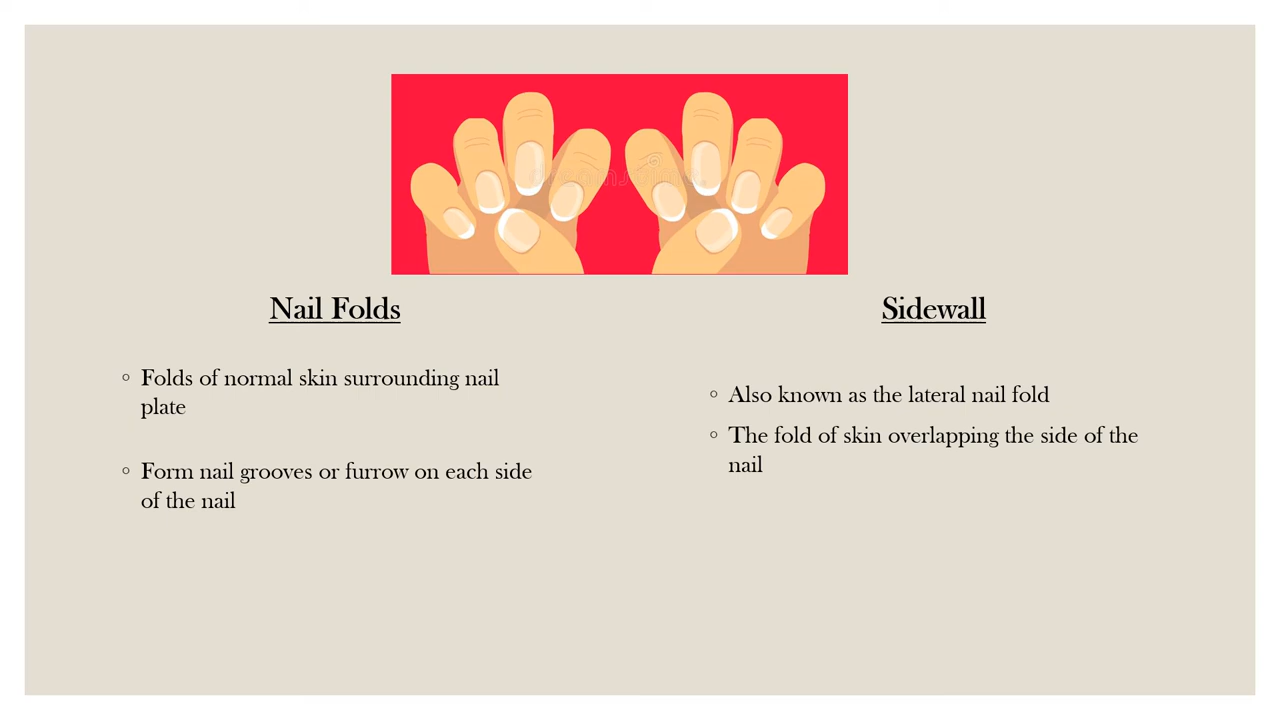 Nail Folds
◦ Folds of normal skin surrounding nail
plate
◦ Form nail grooves or furrow on each side
of the nail
Sidewall
◦ Also known as the lateral nail fold
◦ The fold of skin overlapping the side of the
nail